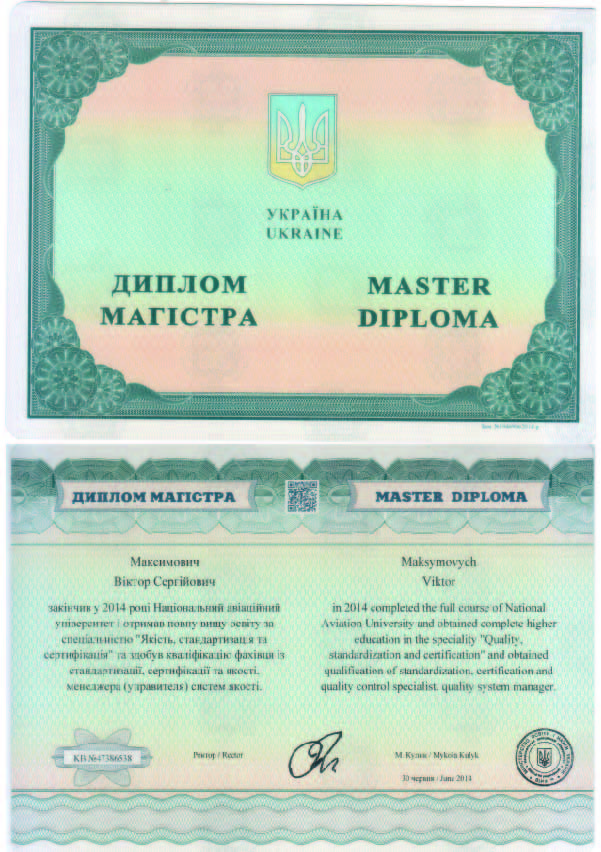 УКРАЇНА
UKRAINE
ДИПЛОМ
МАГІСТРА
MASTER
DIPLOMA
ДИПЛОМ МАГІСТРА
MASTER DIPLOMA
Максимович
Віктор Сергійович
закінчив у 2014 році Національний авіаційний
університет і отримав повну вищу освіту за
спеціальністю "Якість, стандартизація та
сертифікація" та здобув кваліфікацію фахівця із
стандартизації, сертифікації та якості,
менеджера (управителя) систем якості.
Maksymovych
Viktor
in 2014 completed the full course of National
Aviation University and obtained complete higher
education in the speciality "Quality,
standardization and certification" and obtained
qualification of standardization, certification and
quality control specialist, quality system manager.
КВ №47386538
Ректор / Rector
М. Кулик / Mykola Kulyk
30 червня / June 2014